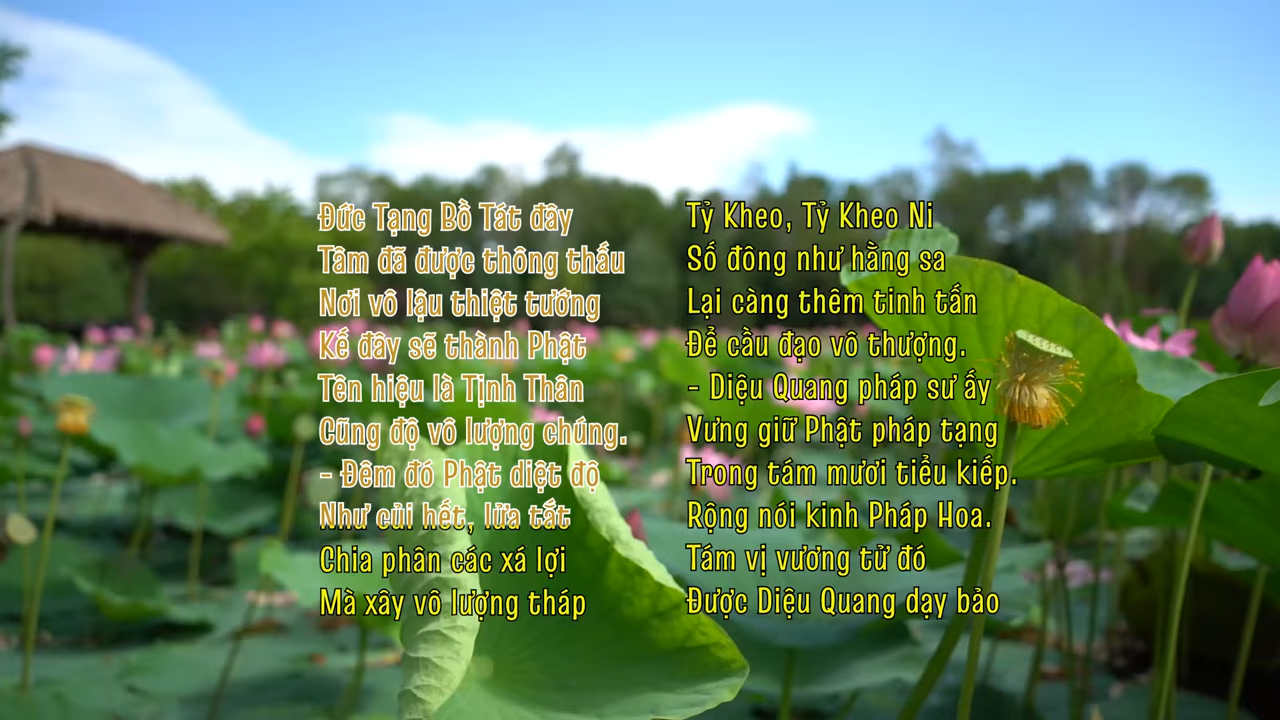 Đức Tạng Bồ Tát đây
Tâm đã được thông thấu
Nơi vô lậu thiệt tướng
Kế đây sẽ thành Phật
Tên hiệu là Tịnh Thân
Cũng độ vô lượng chúng.
- Đêm đó Phật diệt độ
Như củi hết, lửa tắt
Chia phân các xá lợi
Mà xây vô lượng tháp
Tỷ Kheo, Tỷ Kheo Ni
Số đông như hằng sa
Lại càng thêm tinh tấn
Để cầu đạo vô thượng.
- Diệu Quang pháp sư ấy
Vưng giữ Phật pháp tạng
Trong tám mươi tiểu kiếp.
Rộng nói kinh Pháp Hoa.
Tám vị vương tử đó
Được Diệu Quang dạy bảo